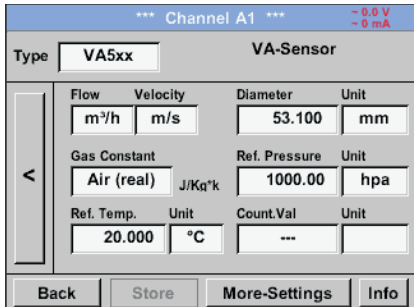 *** Channel A1 ***
~ 0.0 V
~ 0 mA
Type VA5xx VA-Sensor
Flow Velocity Diameter Unit
m³/h m/s 53.100 mm
<
Gas Constant Ref. Pressure Unit
Air (real) J/Kg*k 1000.00 hpa
Ref. Temp. Unit Count.Val Unit
20.000 °C ---
Back Store More-Settings Info